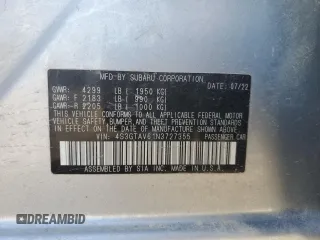 MFD.BY SUBARU CORPORATION
GVWR: 4299 LB ( 1950 KG) DATE: 07/22
GAWR-F 2183 LB ( 990 KG)
GAWR-R 2205 LB ( 1000 KG)
THIS VEHICLE CONFORMS TO ALL APPLICABLE FEDERAL MOTOR
VEHICLE SAFETY, BUMPER, AND THEFT PREVENTION STANDARDS
IN EFFECT ON THE DATE OF MANUFACTURE SHOWN ABOVE.
VIN: 4S3GTAV61N3727355 PASSENGER CAR
ASSEMBLED BY SIA INC. MADE IN U.S.A.